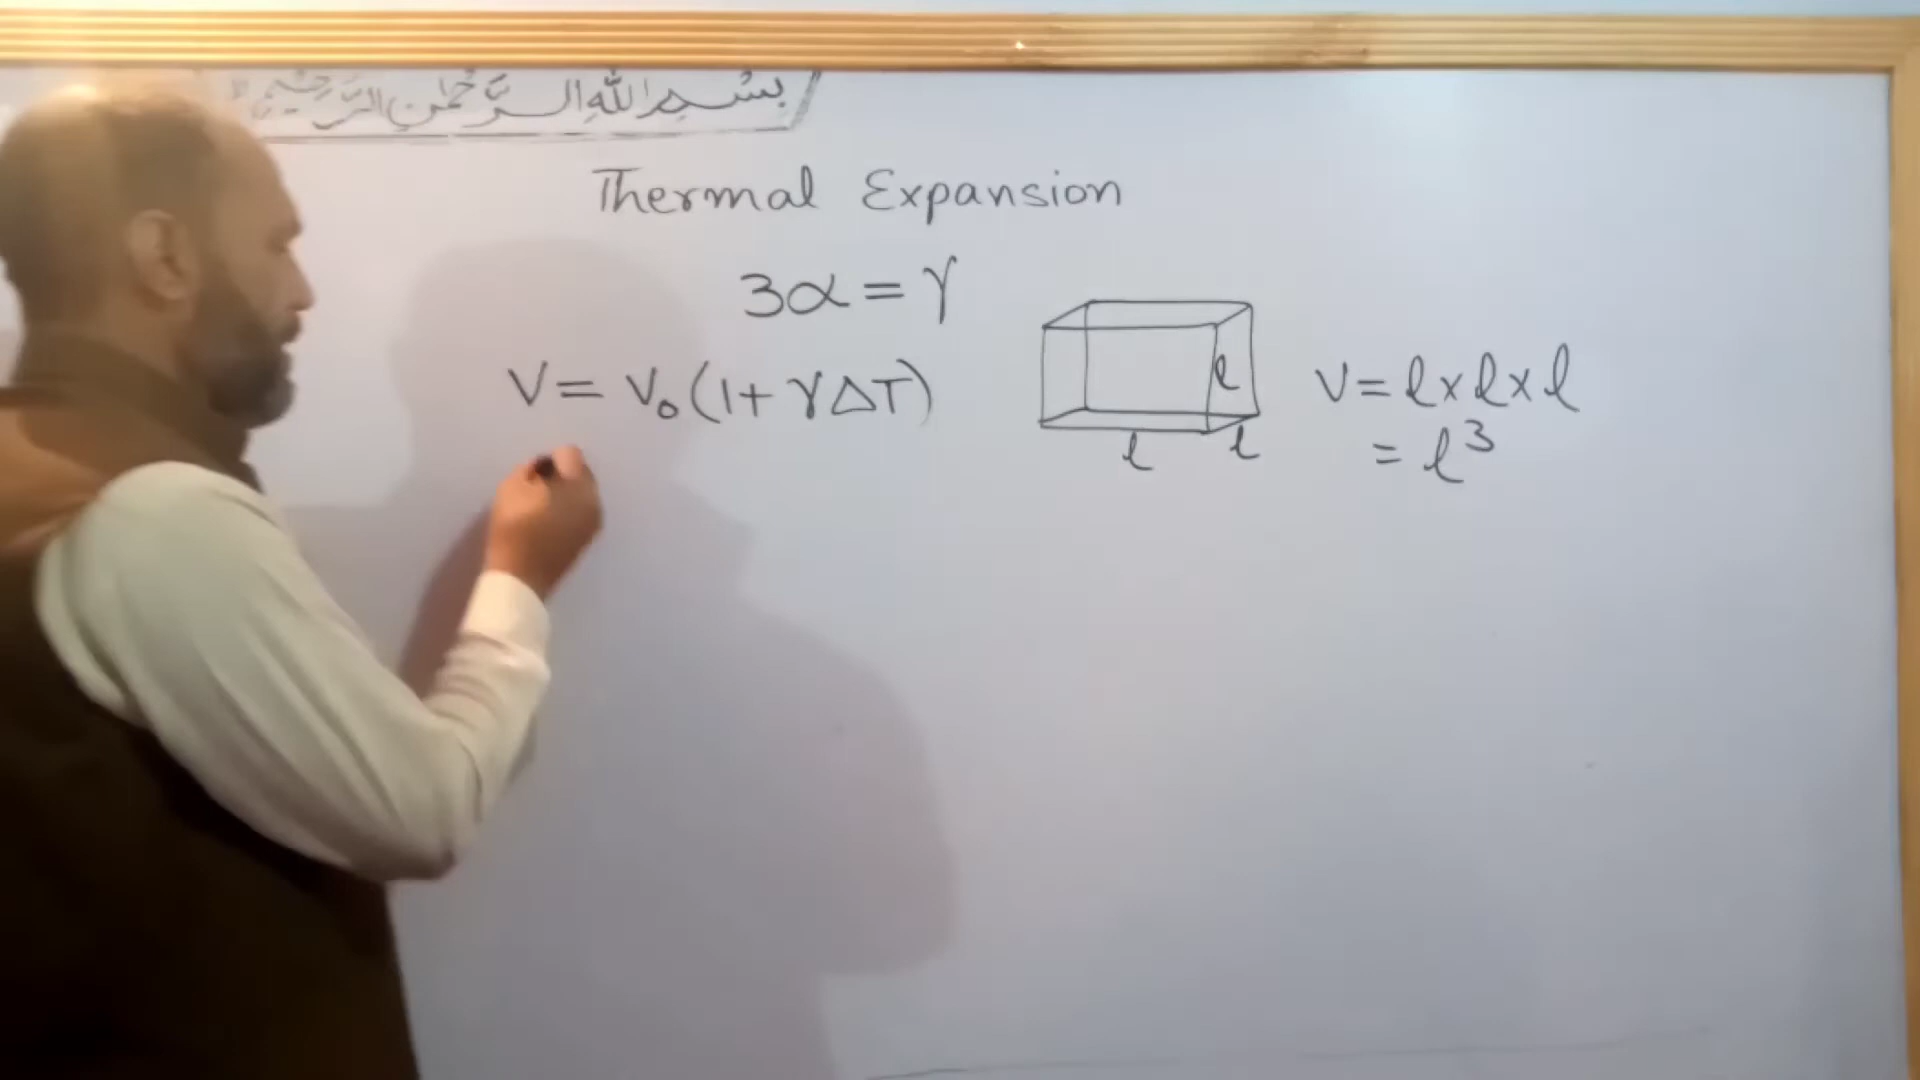 بسم الله الرحمن الرحيم
Thermal Expansion
3α = γ
V = V₀ (1 + γΔT)
l
l
l
V = l × l × l
= l³